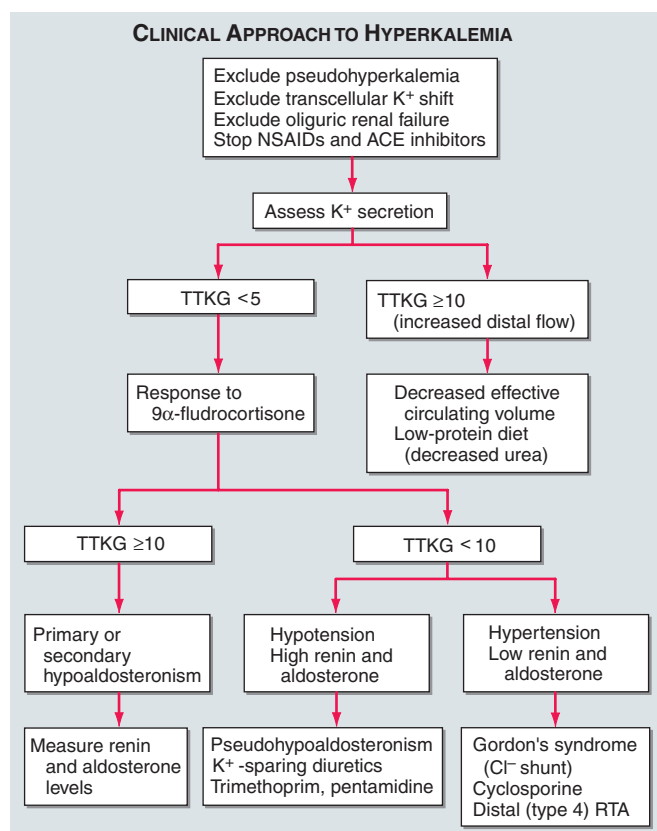 CLINICAL APPROACH TO HYPERKALEMIA
Exclude pseudohyperkalemia
Exclude transcellular K+ shift
Exclude oliguric renal failure
Stop NSAIDs and ACE inhibitors
Assess K+ secretion
TTKG <5
TTKG ≥10
(increased distal flow)
Response to
9α-fludrocortisone
Decreased effective
circulating volume
Low-protein diet
(decreased urea)
TTKG ≥10
TTKG < 10
Primary or
secondary
hypoaldosteronism
Hypotension
High renin and
aldosterone
Hypertension
Low renin and
aldosterone
Measure renin
and aldosterone
levels
Pseudohypoaldosteronism
K+ -sparing diuretics
Trimethoprim, pentamidine
Gordon's syndrome
(Cl– shunt)
Cyclosporine
Distal (type 4) RTA